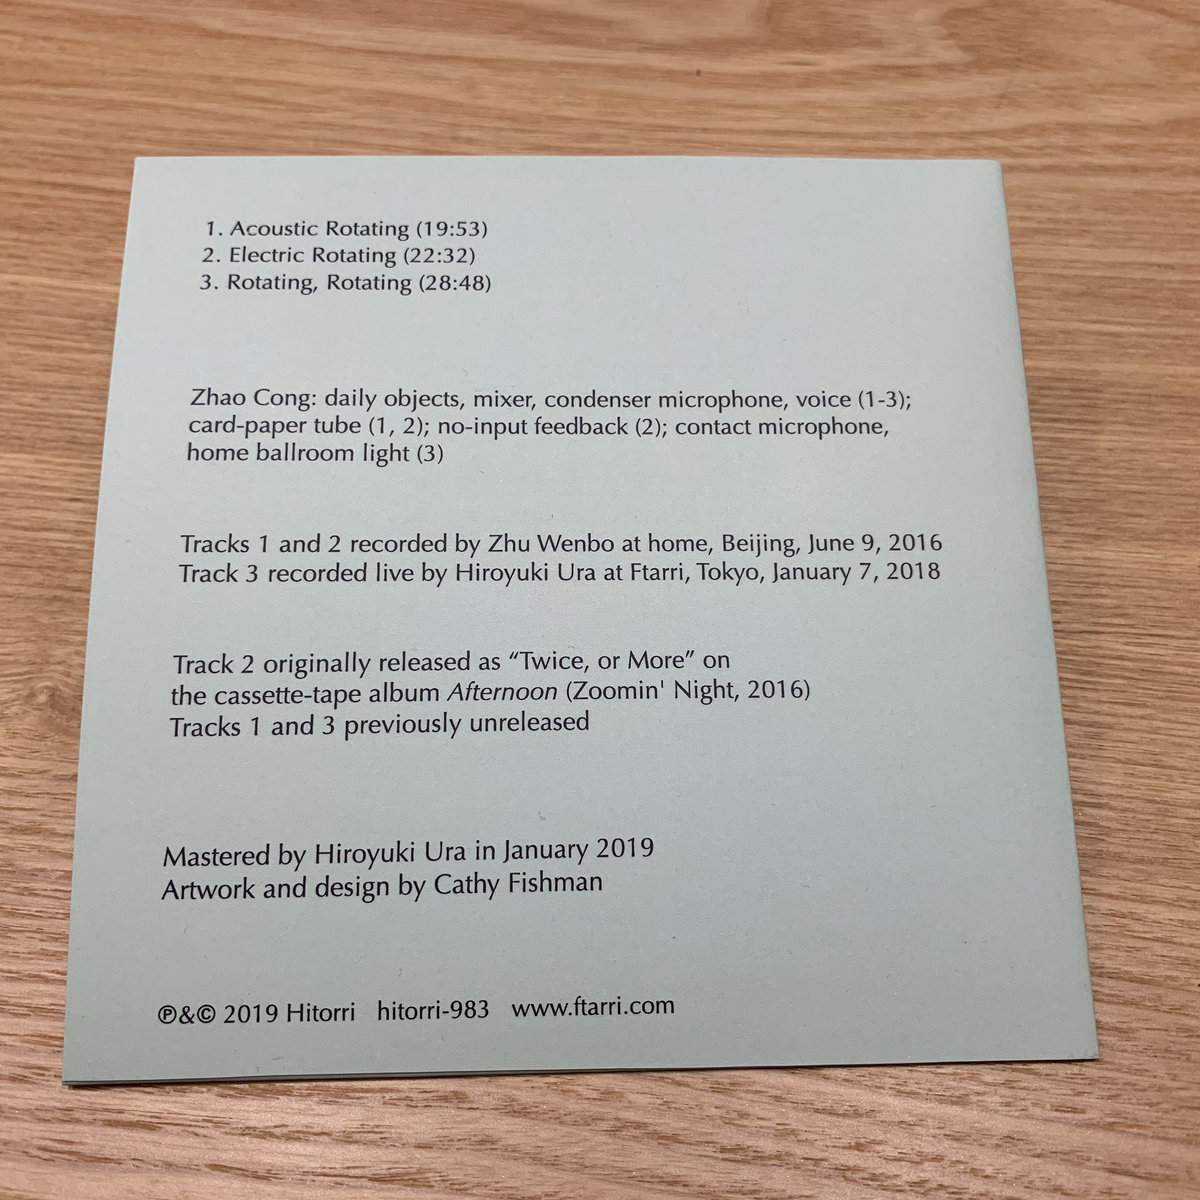 1. Acoustic Rotating (19:53)
2. Electric Rotating (22:32)
3. Rotating, Rotating (28:48)
Zhao Cong: daily objects, mixer, condenser microphone, voice (1-3);
card-paper tube (1, 2); no-input feedback (2); contact microphone,
home ballroom light (3)
Tracks 1 and 2 recorded by Zhu Wenbo at home, Beijing, June 9, 2016
Track 3 recorded live by Hiroyuki Ura at Ftarri, Tokyo, January 7, 2018
Track 2 originally released as “Twice, or More” on
the cassette-tape album Afternoon (Zoomin' Night, 2016)
Tracks 1 and 3 previously unreleased
Mastered by Hiroyuki Ura in January 2019
Artwork and design by Cathy Fishman
℗&© 2019 Hitorri hitorri-983 www.ftarri.com